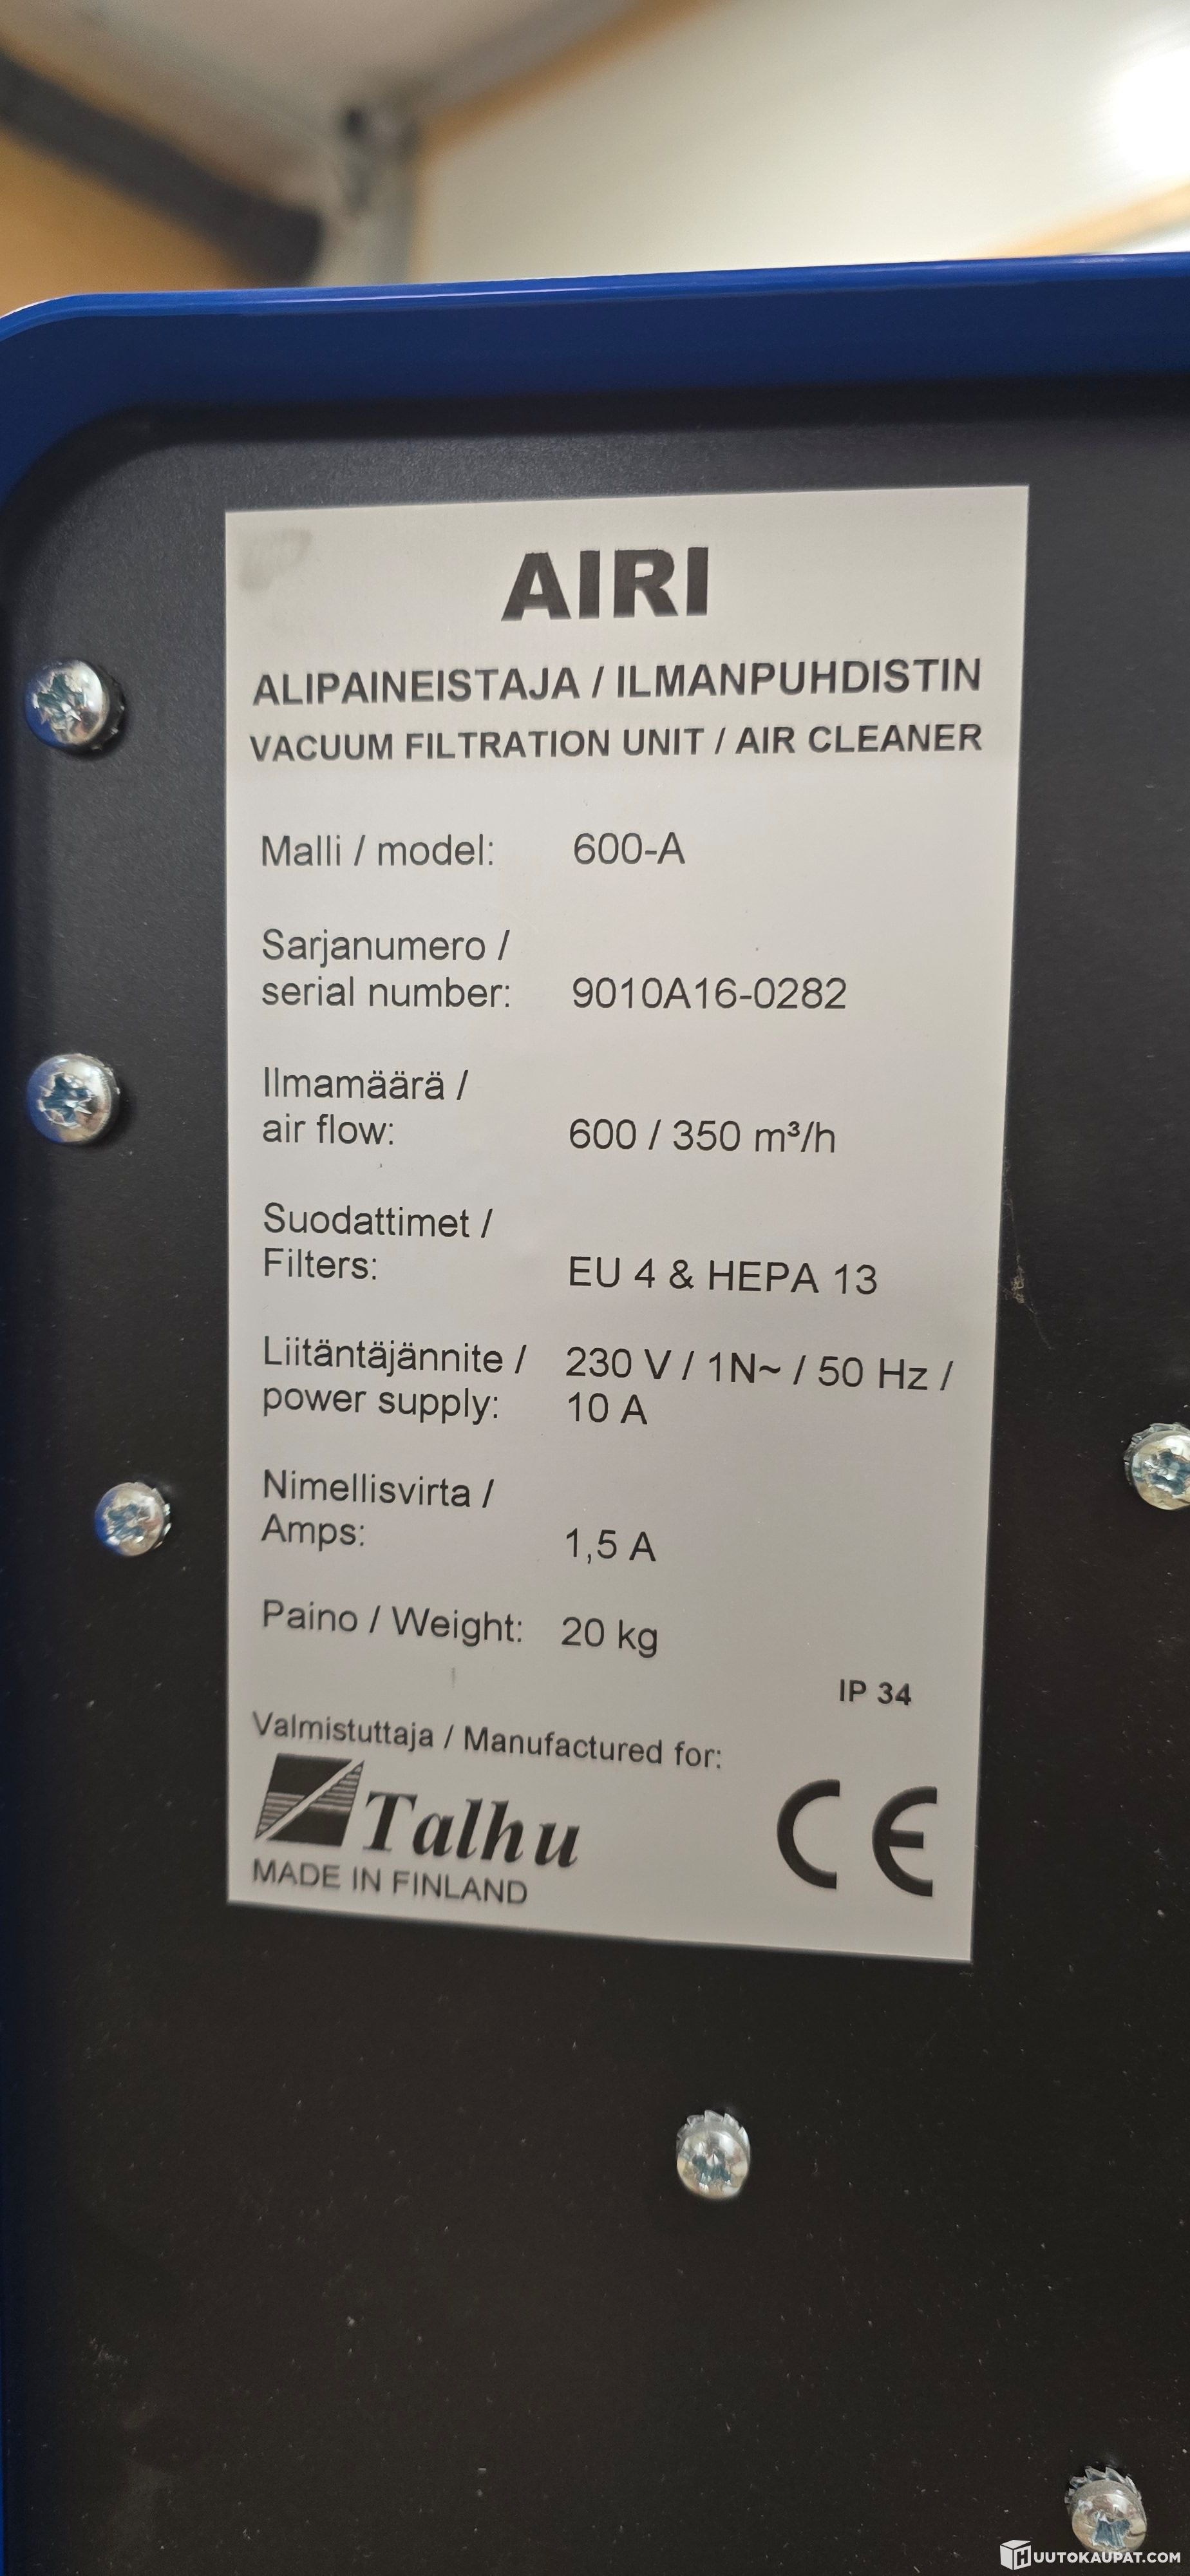 AIRI
ALIPAINEISTAJA / ILMANPUHDISTIN
VACUUM FILTRATION UNIT / AIR CLEANER
Malli / model: 600-A
Sarjanumero /
serial number: 9010A16-0282
Ilmamäärä /
air flow: 600 / 350 m³/h
Suodattimet /
Filters: EU 4 & HEPA 13
Liitäntäjännite / 230 V / 1N~ / 50 Hz /
power supply: 10 A
Nimellisvirta /
Amps: 1,5 A
Paino / Weight: 20 kg
IP 34
Valmistuttaja / Manufactured for:
Talhu
MADE IN FINLAND
CE
HUUTOKAUPAT.COM